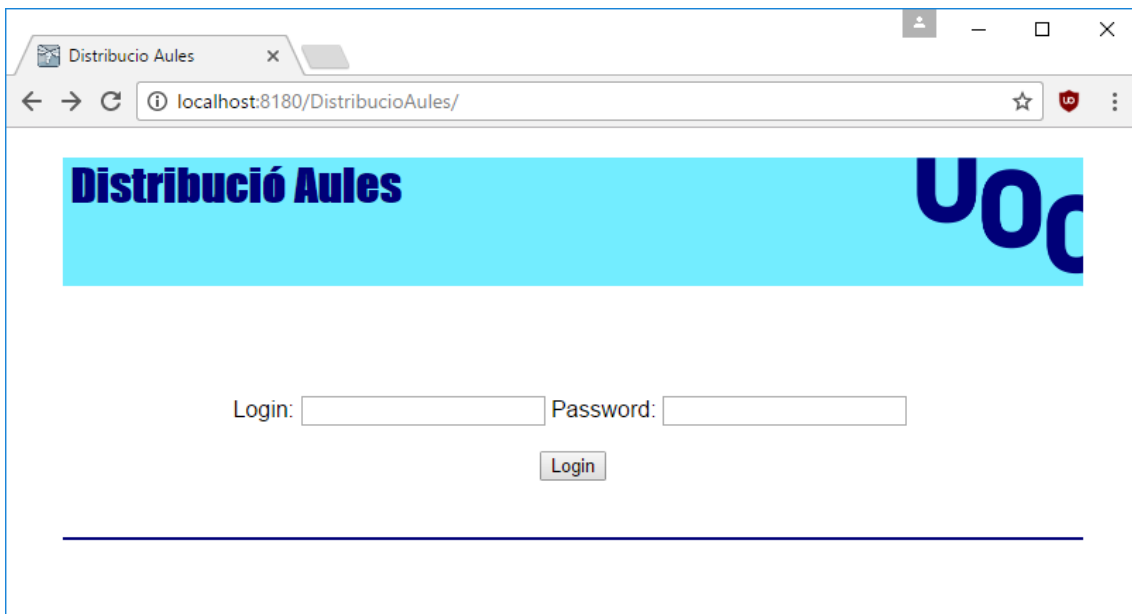 Distribucio Aules
localhost:8180/DistribucioAules/
Distribució Aules
UOC
Login: Password:
Login